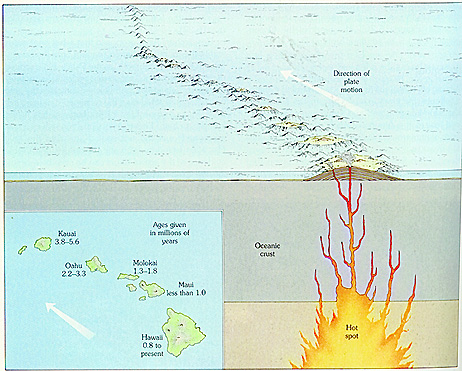 Direction of
plate
motion
Oceanic
crust
Hot
spot
Ages given
in millions of
years
Kauai
3.8–5.6
Oahu
2.2–3.3
Molokai
1.3–1.8
Maui
less than 1.0
Hawaii
0.8 to
present